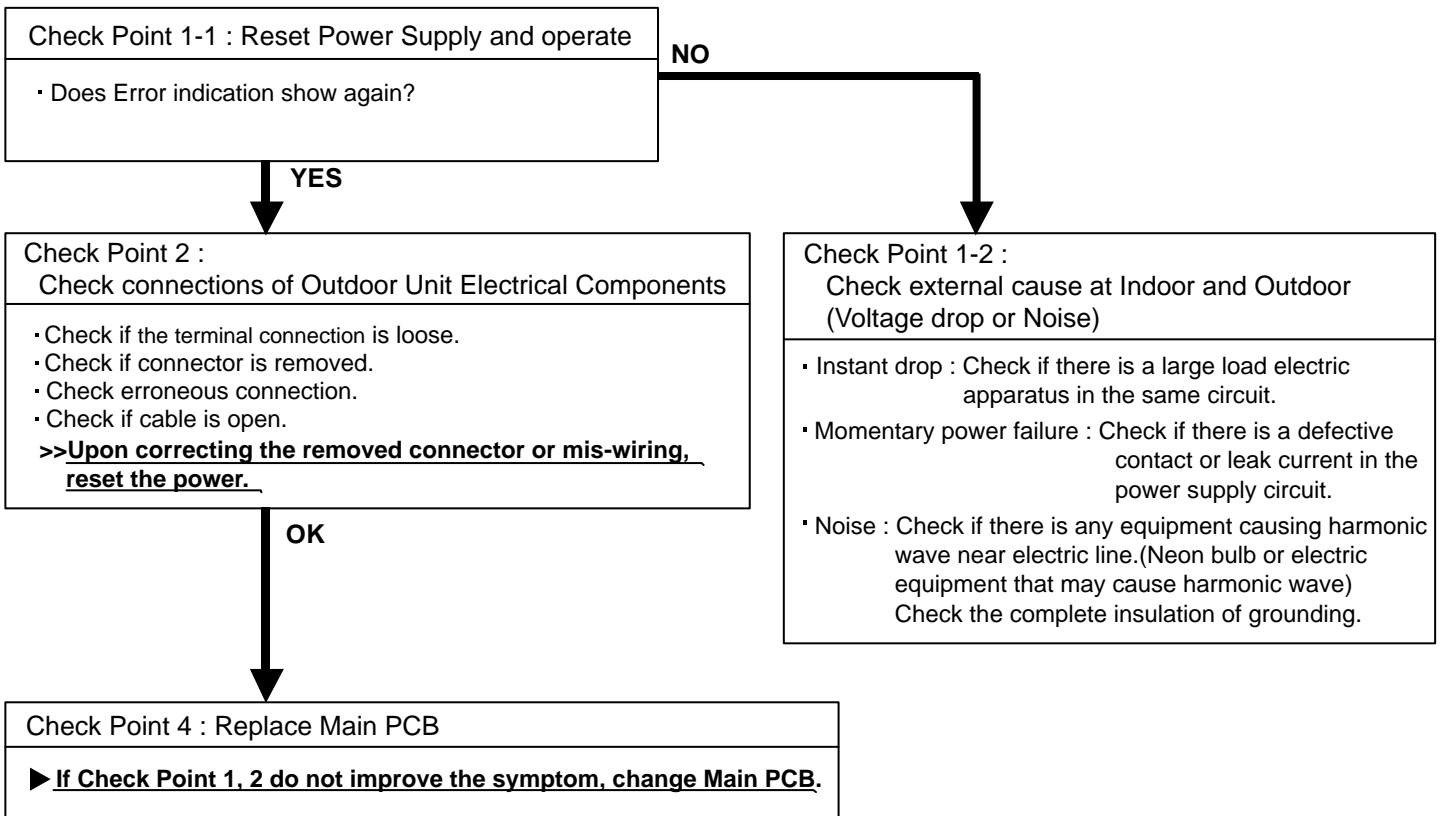 Check Point 1-1 : Reset Power Supply and operate
· Does Error indication show again?
NO
YES
Check Point 2 :
Check connections of Outdoor Unit Electrical Components
· Check if the terminal connection is loose.
· Check if connector is removed.
· Check erroneous connection.
· Check if cable is open.
>>Upon correcting the removed connector or mis-wiring,
reset the power.
OK
Check Point 1-2 :
Check external cause at Indoor and Outdoor
(Voltage drop or Noise)
· Instant drop : Check if there is a large load electric
apparatus in the same circuit.
· Momentary power failure : Check if there is a defective
contact or leak current in the
power supply circuit.
· Noise : Check if there is any equipment causing harmonic
wave near electric line.(Neon bulb or electric
equipment that may cause harmonic wave)
Check the complete insulation of grounding.
Check Point 4 : Replace Main PCB
▶ If Check Point 1, 2 do not improve the symptom, change Main PCB.